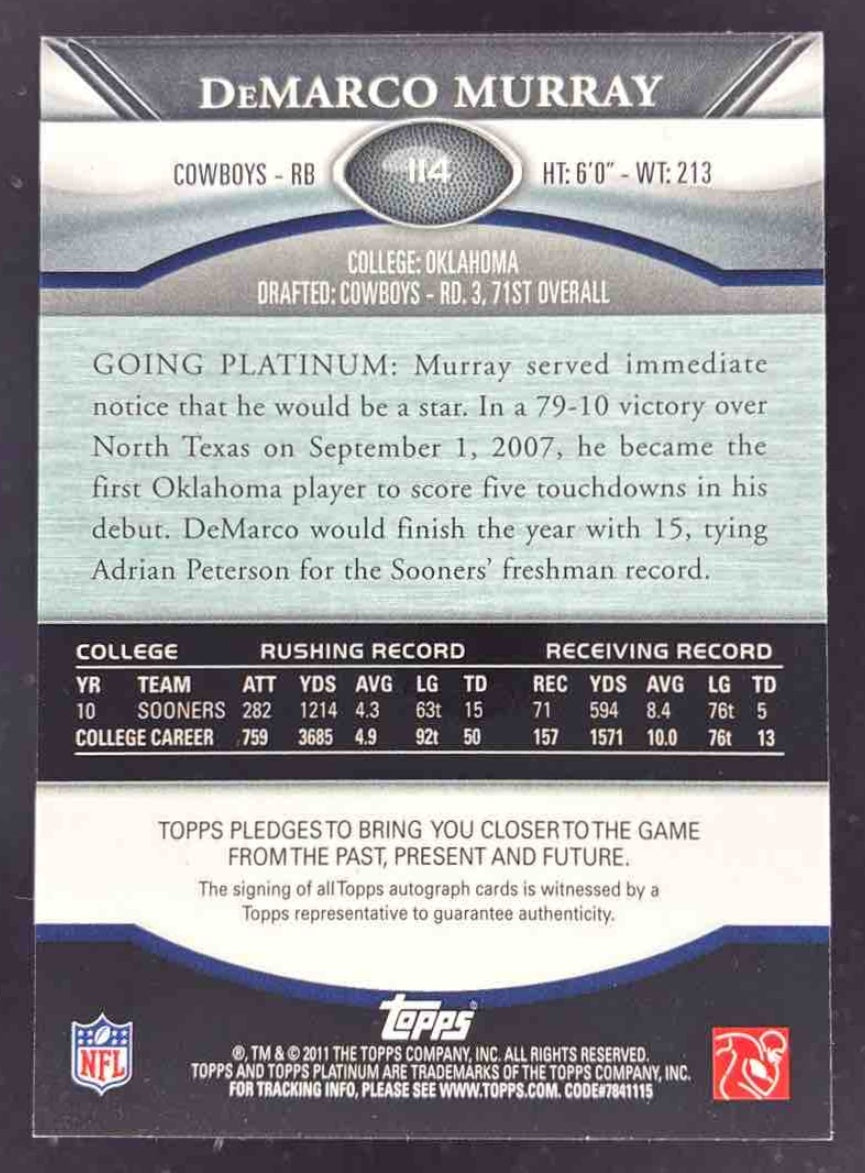 DeMARCO MURRAY
COWBOYS - RB 114 HT: 6'0" - WT: 213
COLLEGE: OKLAHOMA
DRAFTED: COWBOYS - RD. 3, 71ST OVERALL
GOING PLATINUM: Murray served immediate
notice that he would be a star. In a 79-10 victory over
North Texas on September 1, 2007, he became the
first Oklahoma player to score five touchdowns in his
debut. DeMarco would finish the year with 15, tying
Adrian Peterson for the Sooners' freshman record.
COLLEGE RUSHING RECORD RECEIVING RECORD
YR TEAM ATT YDS AVG LG TD REC YDS AVG LG TD
10 SOONERS 282 1214 4.3 63t 15 71 594 8.4 76t 5
COLLEGE CAREER 759 3685 4.9 92t 50 157 1571 10.0 76t 13
TOPPS PLEDGES TO BRING YOU CLOSER TO THE GAME
FROM THE PAST, PRESENT AND FUTURE.
The signing of all Topps autograph cards is witnessed by a
Topps representative to guarantee authenticity.
topps®
NFL
®, TM & © 2011 THE TOPPS COMPANY, INC. ALL RIGHTS RESERVED.
TOPPS AND TOPPS PLATINUM ARE TRADEMARKS OF THE TOPPS COMPANY, INC.
FOR TRACKING INFO, PLEASE SEE WWW.TOPPS.COM. CODE#7841115